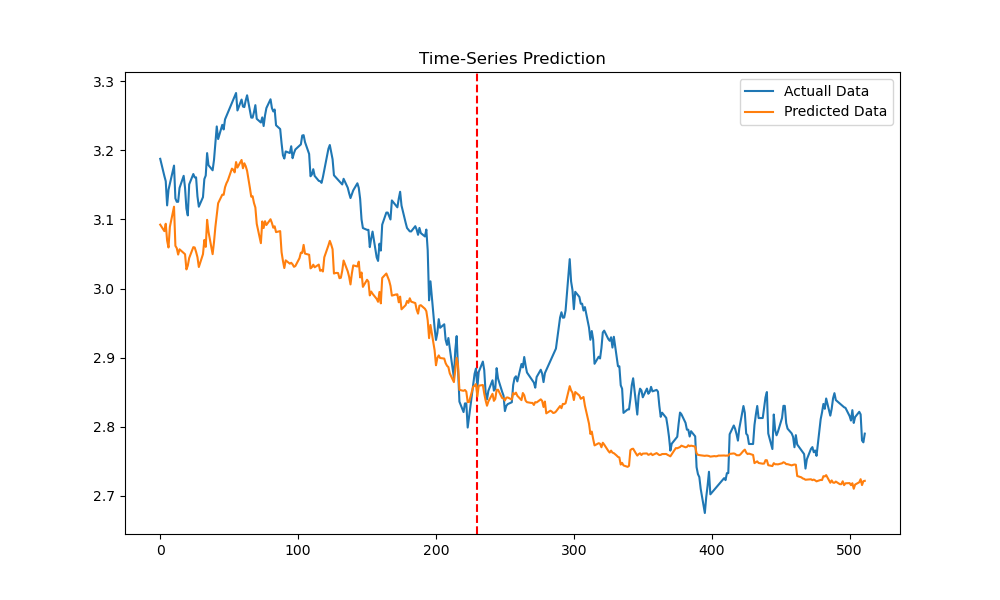 Time-Series Prediction
Actuall Data
Predicted Data
3.3
3.2
3.1
3.0
2.9
2.8
2.7
0 100 200 300 400 500